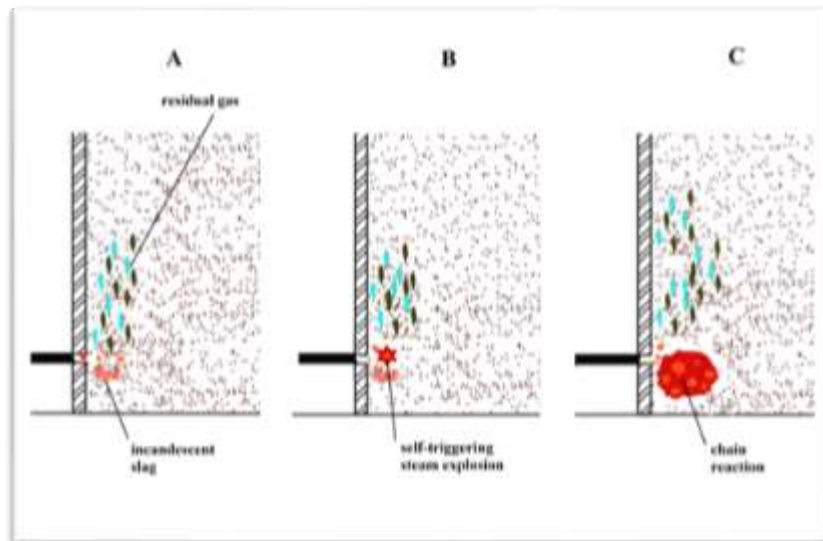 A
B
C
residual gas
incandescent
slag
self-triggering
steam explosion
chain
reaction